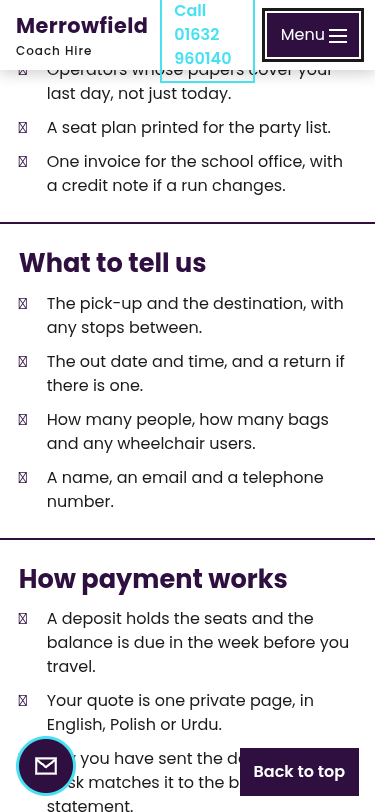 Merrowfield
Coach Hire
Call
01632
960140
Menu
Operators whose papers cover your
last day, not just today.
A seat plan printed for the party list.
One invoice for the school office, with
a credit note if a run changes.
What to tell us
The pick-up and the destination, with
any stops between.
The out date and time, and a return if
there is one.
How many people, how many bags
and any wheelchair users.
A name, an email and a telephone
number.
How payment works
A deposit holds the seats and the
balance is due in the week before you
travel.
Your quote is one private page, in
English, Polish or Urdu.
you have sent the
matches it to the
statement.
Back to top